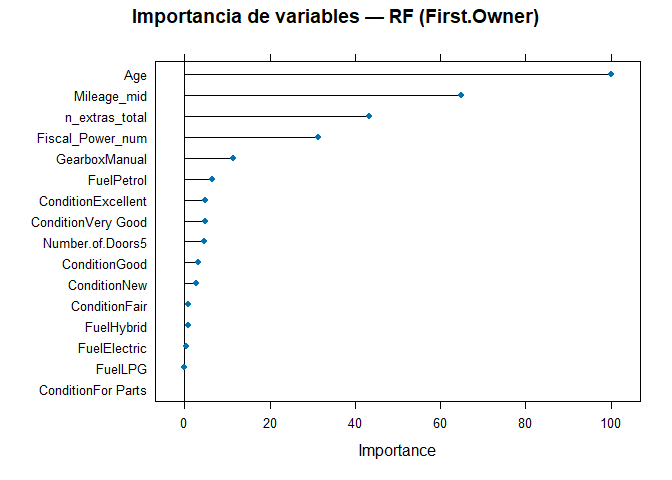 Importancia de variables — RF (First.Owner)
Age
Mileage_mid
n_extras_total
Fiscal_Power_num
GearboxManual
FuelPetrol
ConditionExcellent
ConditionVery Good
Number.of.Doors5
ConditionGood
ConditionNew
ConditionFair
FuelHybrid
FuelElectric
FuelLPG
ConditionFor Parts
0 20 40 60 80 100
Importance